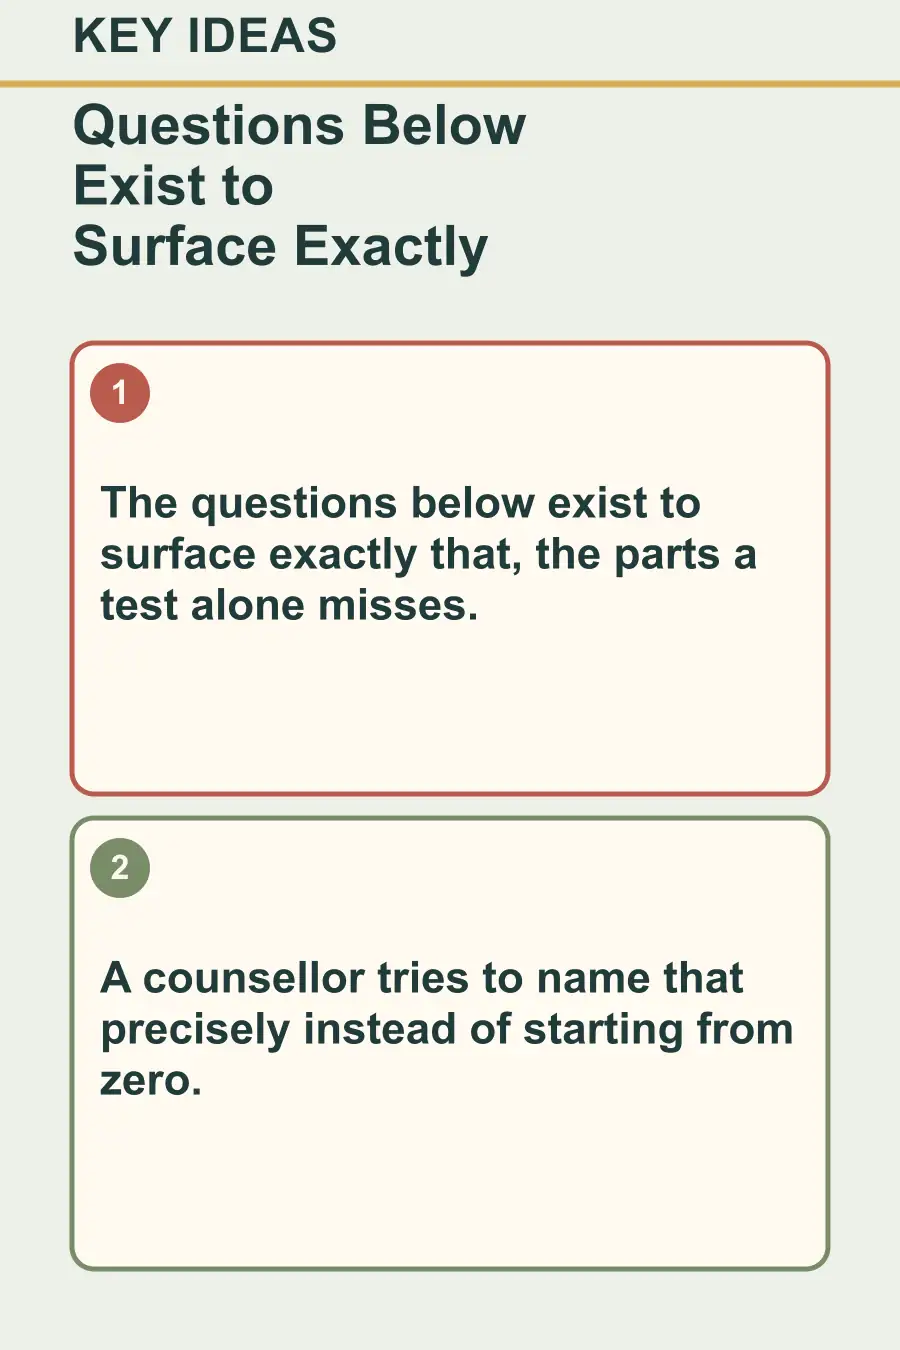 KEY IDEAS
Questions Below
Exist to
Surface Exactly
1
The questions below exist to
surface exactly that, the parts a
test alone misses.
2
A counsellor tries to name that
precisely instead of starting from
zero.